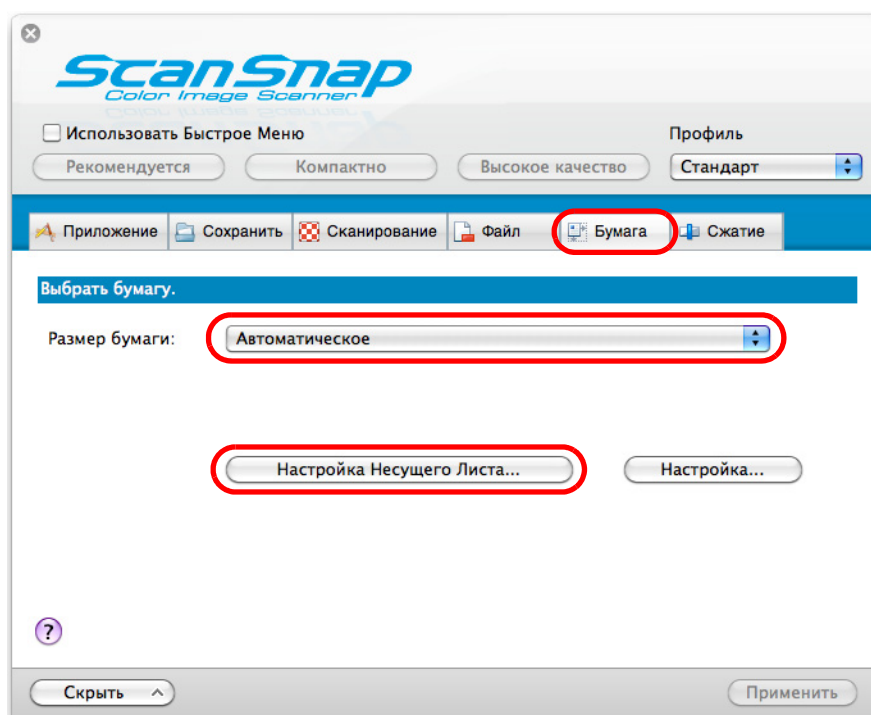 ScanSnap
Color Image Scanner
Использовать Быстрое Меню
Профиль
Рекомендуется Компактно Высокое качество Стандарт
Приложение Сохранить Сканирование Файл Бумага Сжатие
Выбрать бумагу.
Размер бумаги: Автоматическое
Настройка Несущего Листа... Настройка...
?
Скрыть Применить